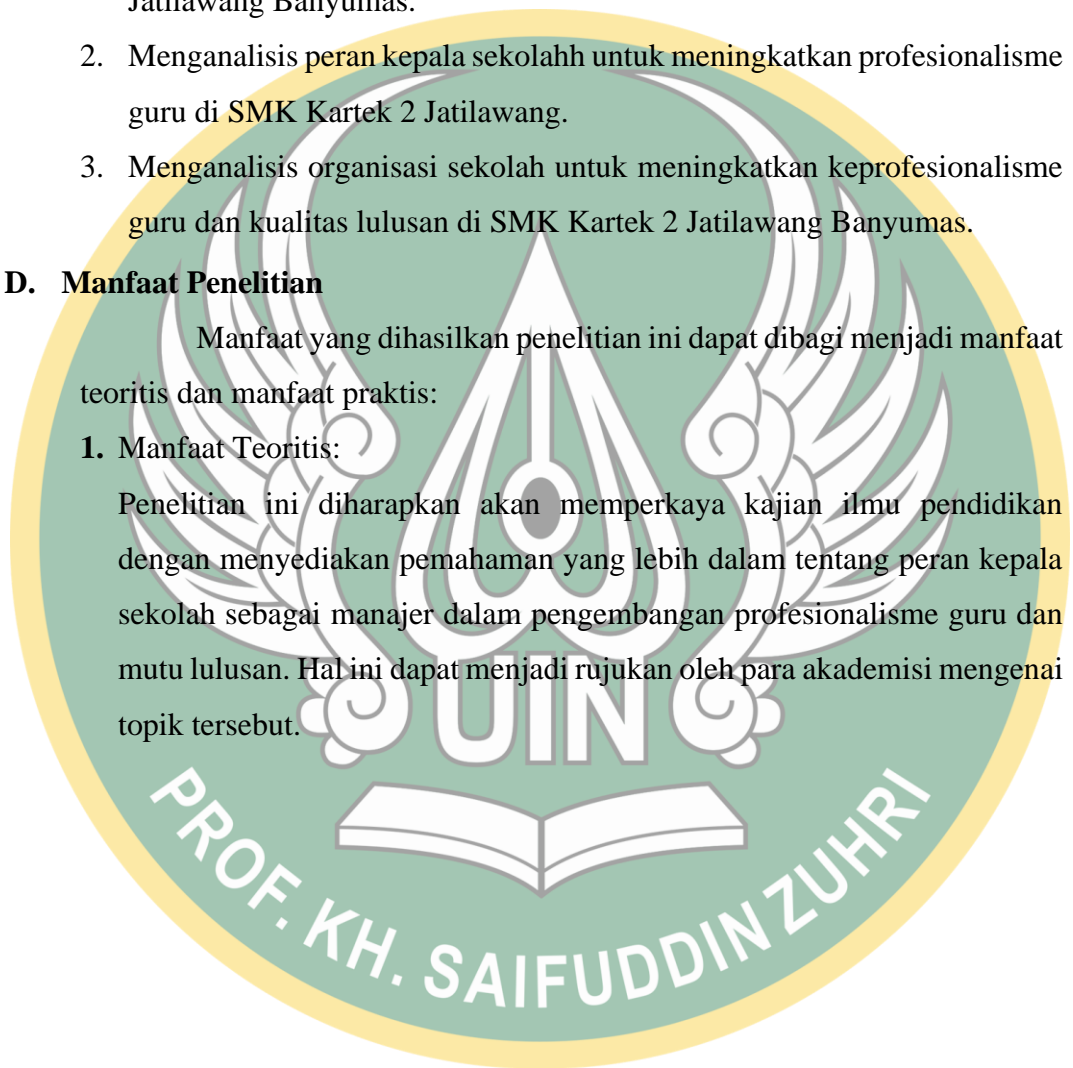 Jatilawang Banyumas.
2. Menganalisis peran kepala sekolahh untuk meningkatkan profesionalisme
guru di SMK Kartek 2 Jatilawang.
3. Menganalisis organisasi sekolah untuk meningkatkan keprofesionalisme
guru dan kualitas lulusan di SMK Kartek 2 Jatilawang Banyumas.
D. Manfaat Penelitian
Manfaat yang dihasilkan penelitian ini dapat dibagi menjadi manfaat
teoritis dan manfaat praktis:
1. Manfaat Teoritis:
Penelitian ini diharapkan akan memperkaya kajian ilmu pendidikan
dengan menyediakan pemahaman yang lebih dalam tentang peran kepala
sekolah sebagai manajer dalam pengembangan profesionalisme guru dan
mutu lulusan. Hal ini dapat menjadi rujukan oleh para akademisi mengenai
topik tersebut.
UIN
PROF. KH. SAIFUDDIN ZUHRI